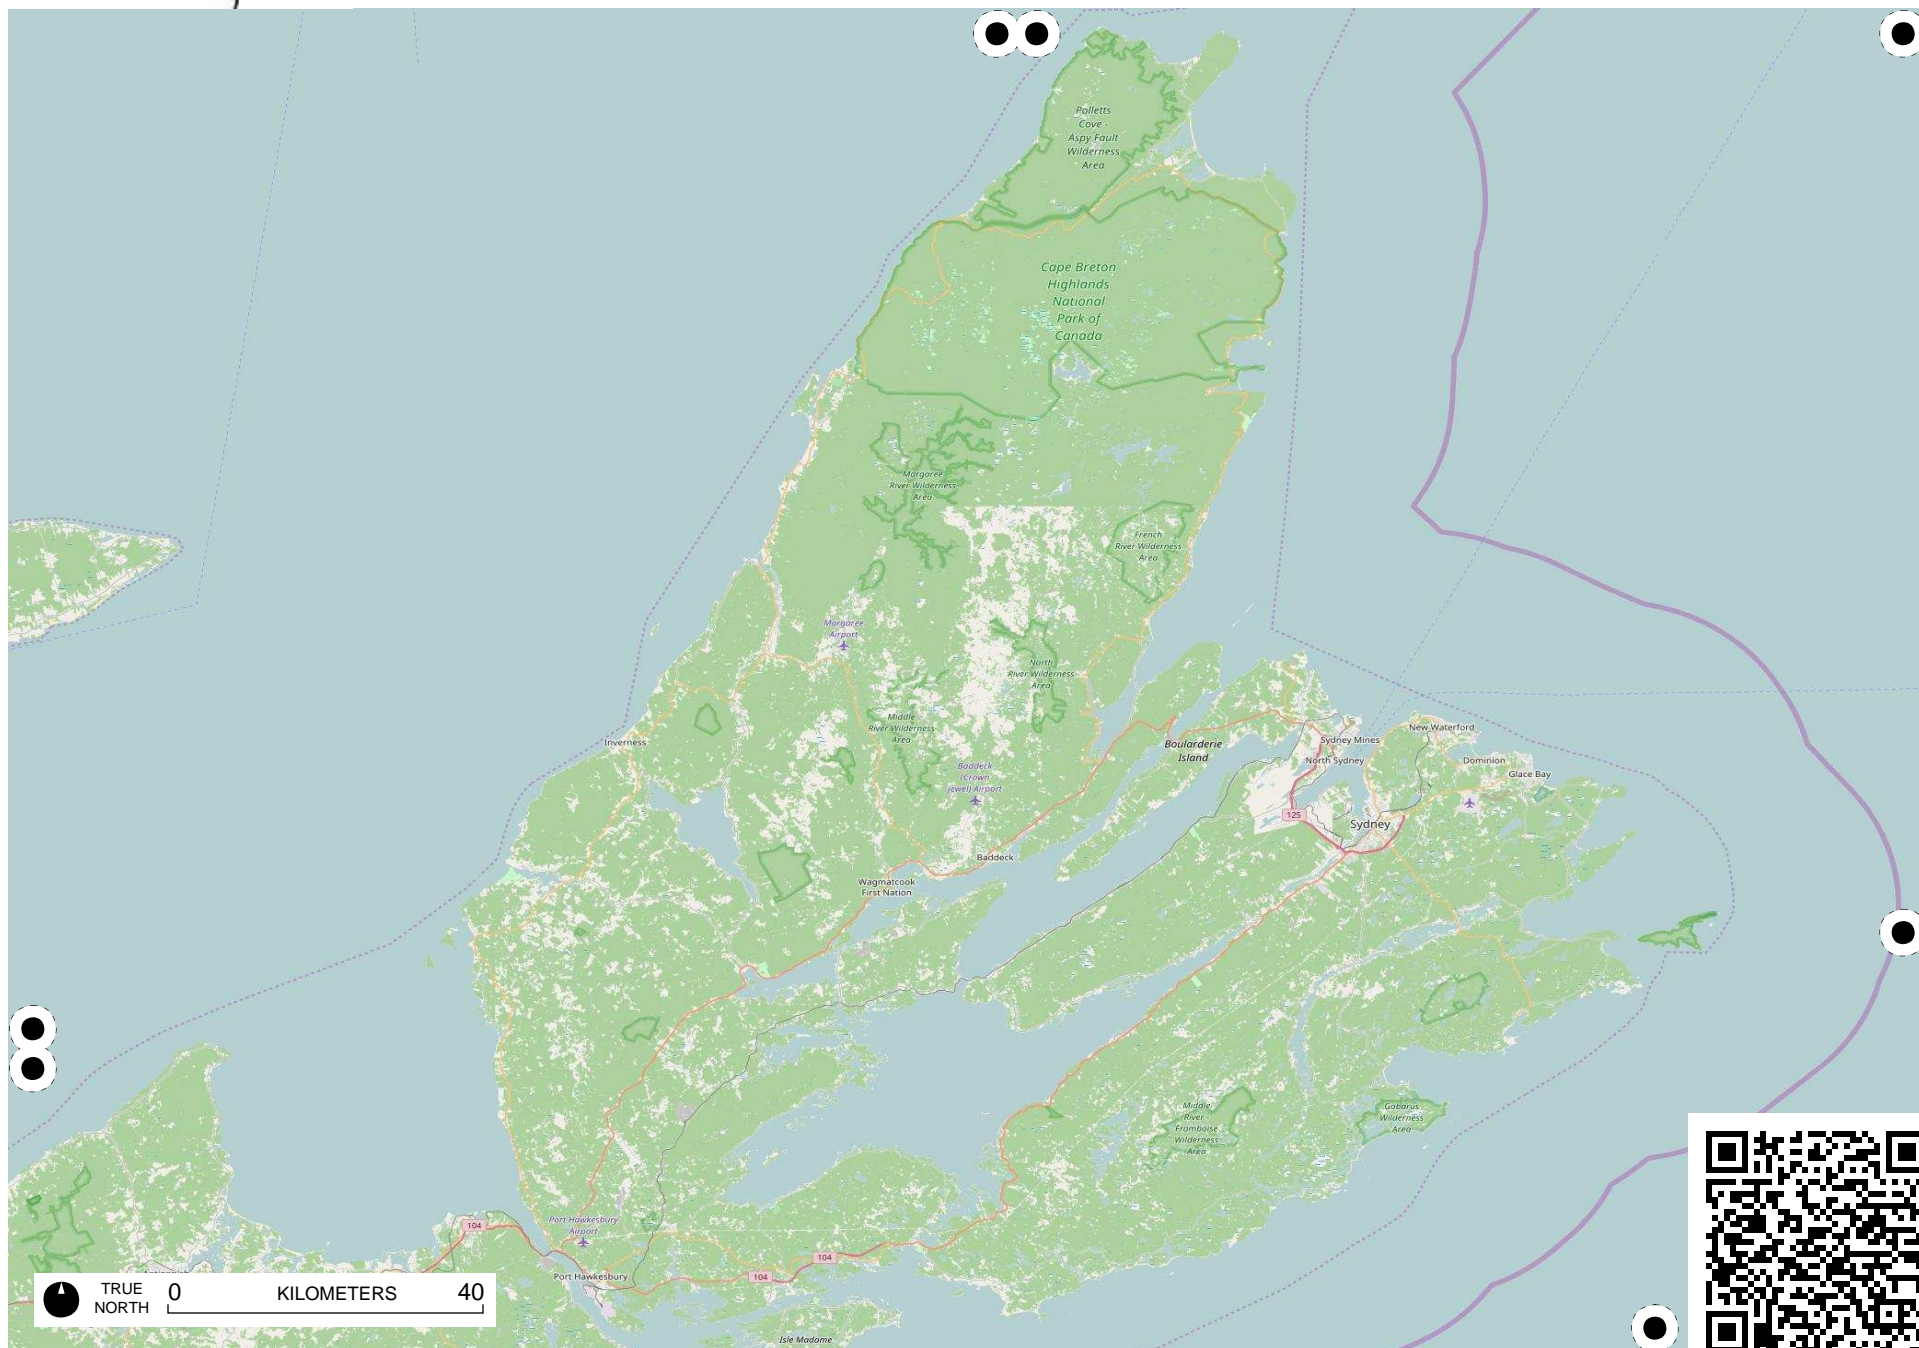 Polletts
Cove -
Aspy Fault
Wilderness
Area
Cape Breton
Highlands
National
Park of
Canada
Margaree
River Wilderness
Area
French
River Wilderness
Area
Margaree
Airport
North
River Wilderness
Area
Middle
River Wilderness
Area
Inverness
Boularderie
Island
New Waterford
Sydney Mines
North Sydney
Dominion
Glace Bay
Baddeck
(Crown
Jewel) Airport
125
Sydney
Baddeck
Wagmatcook
First Nation
Middle
River
Framboise
Wilderness
Area
Gabarus
Wilderness
Area
Port Hawkesbury
Airport
104
104
104
Port Hawkesbury
Isle Madame
TRUE
NORTH
0 KILOMETERS 40